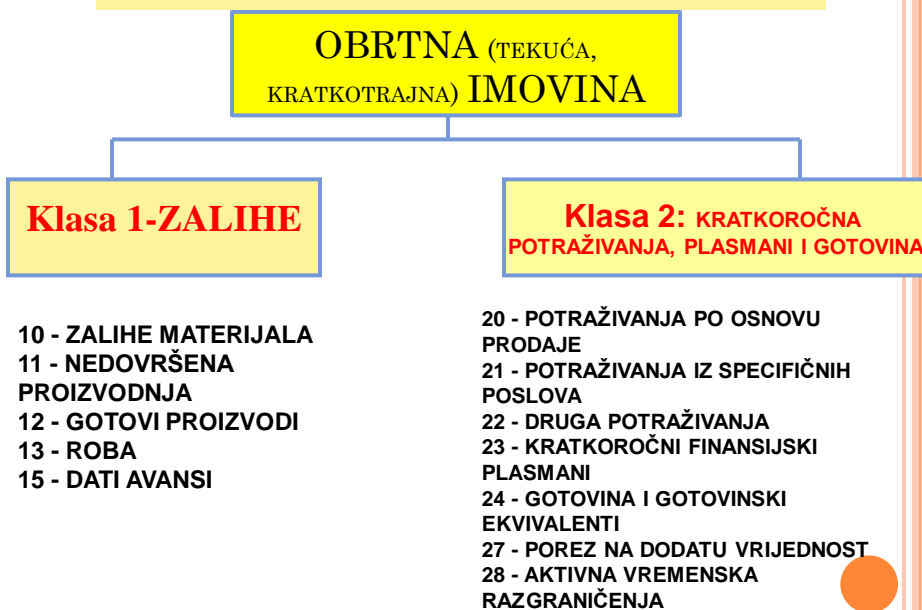 OBRTNA (TEKUĆA,
KRATKOTRAJNA) IMOVINA
Klasa 1-ZALIHE
10 - ZALIHE MATERIJALA
11 - NEDOVRŠENA
PROIZVODNJA
12 - GOTOVI PROIZVODI
13 - ROBA
15 - DATI AVANSI
Klasa 2: KRATKOROČNA
POTRAŽIVANJA, PLASMANI I GOTOVINA
20 - POTRAŽIVANJA PO OSNOVU
PRODAJE
21 - POTRAŽIVANJA IZ SPECIFIČNIH
POSLOVA
22 - DRUGA POTRAŽIVANJA
23 - KRATKOROČNI FINANSIJSKI
PLASMANI
24 - GOTOVINA I GOTOVINSKI
EKVIVALENTI
27 - POREZ NA DODATU VRIJEDNOST
28 - AKTIVNA VREMENSKA
RAZGRANIČENJA